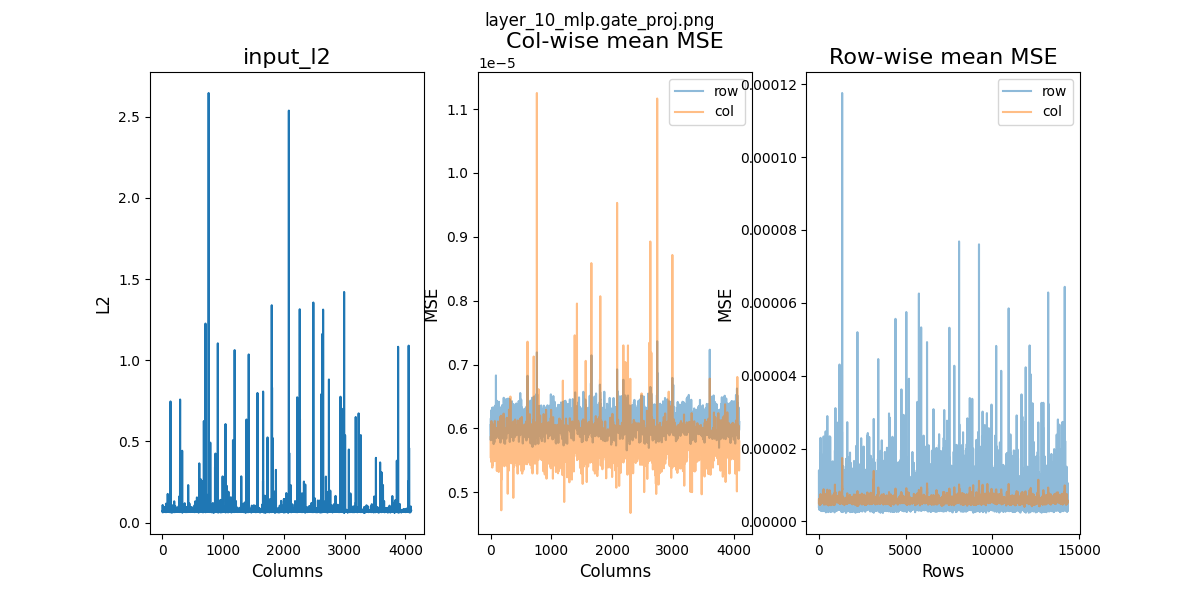 layer_10_mlp.gate_proj.png
input_l2
L2
2.5
2.0
1.5
1.0
0.5
0.0
0
1000
2000
3000
4000
Columns
Col-wise mean MSE
1e−5
row
col
MSE
1.1
1.0
0.9
0.8
0.7
0.6
0.5
0
1000
2000
3000
4000
Columns
Row-wise mean MSE
row
col
MSE
0.00012
0.00010
0.00008
0.00006
0.00004
0.00002
0.00000
0
5000
10000
15000
Rows